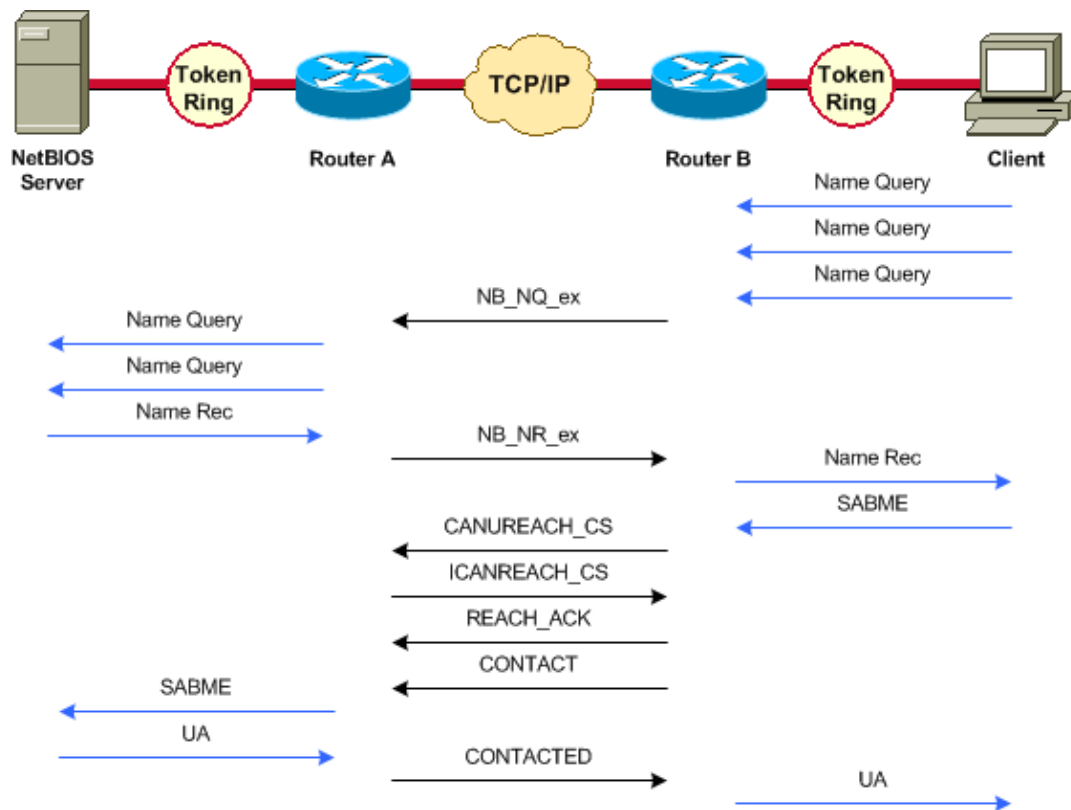 Token
Ring
TCP/IP
Token
Ring
NetBIOS
Server
Router A
Router B
Client
Name Query
Name Query
Name Query
NB_NQ_ex
Name Query
Name Query
Name Rec
NB_NR_ex
Name Rec
SABME
CANUREACH_CS
ICANREACH_CS
REACH_ACK
CONTACT
SABME
UA
CONTACTED
UA